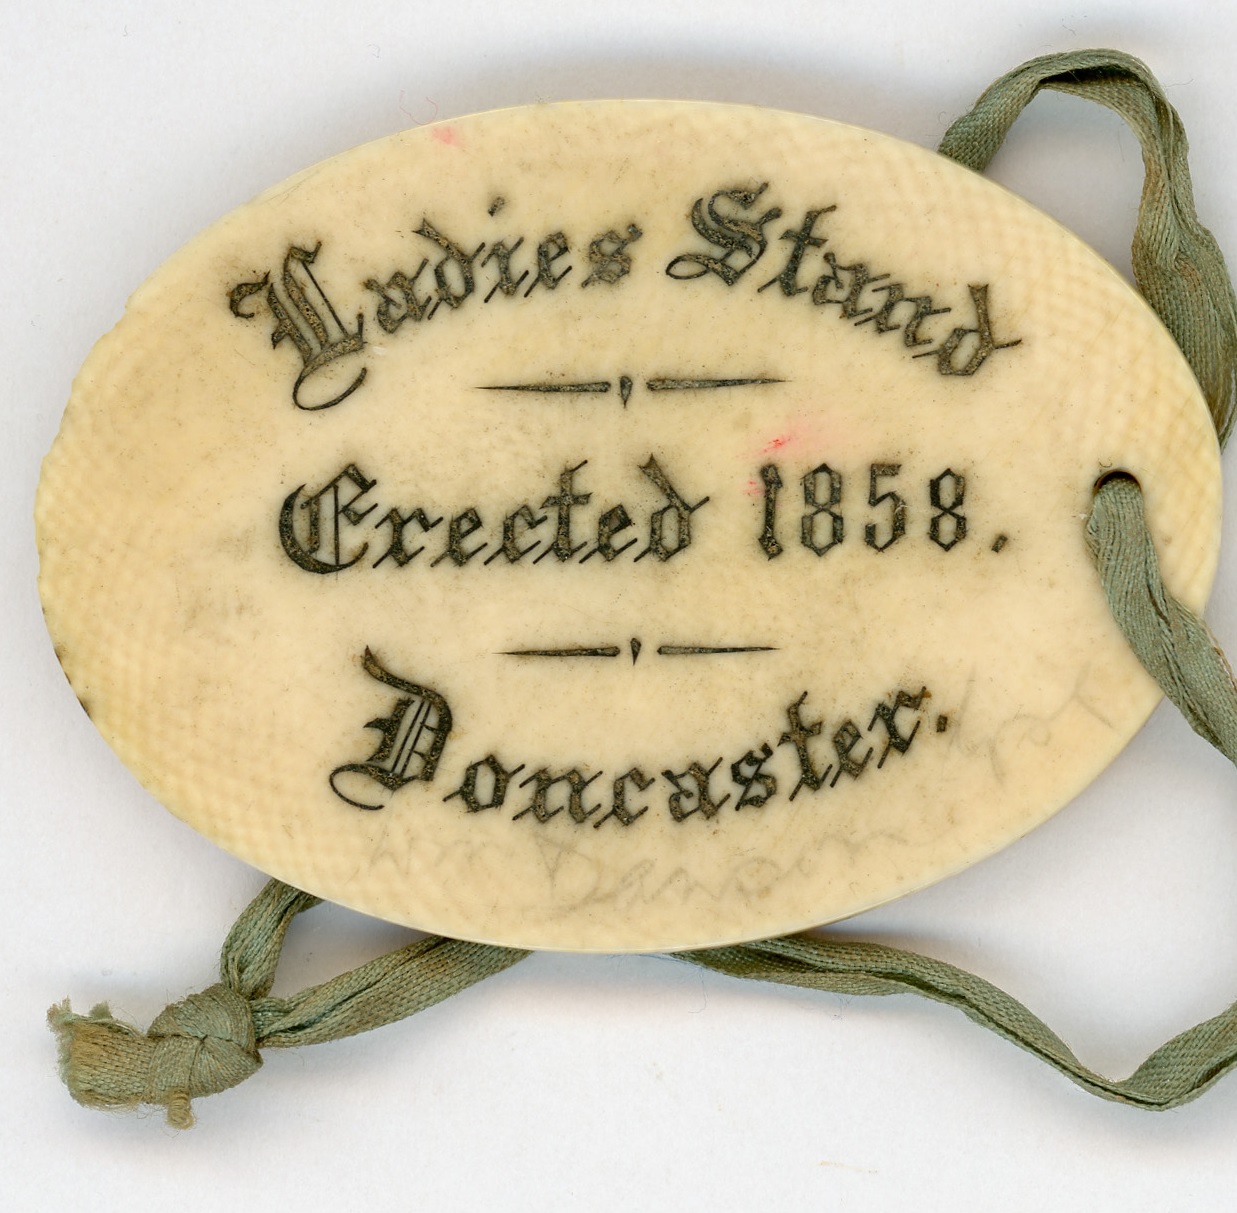 Ladies Stand
Erected 1858.
Doncaster.